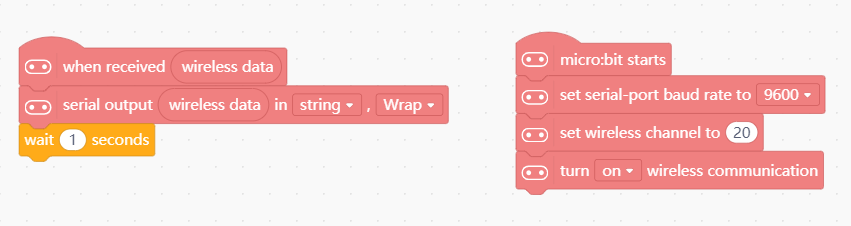 when received wireless data
serial output wireless data in string , Wrap
wait 1 seconds
micro:bit starts
set serial-port baud rate to 9600
set wireless channel to 20
turn on wireless communication